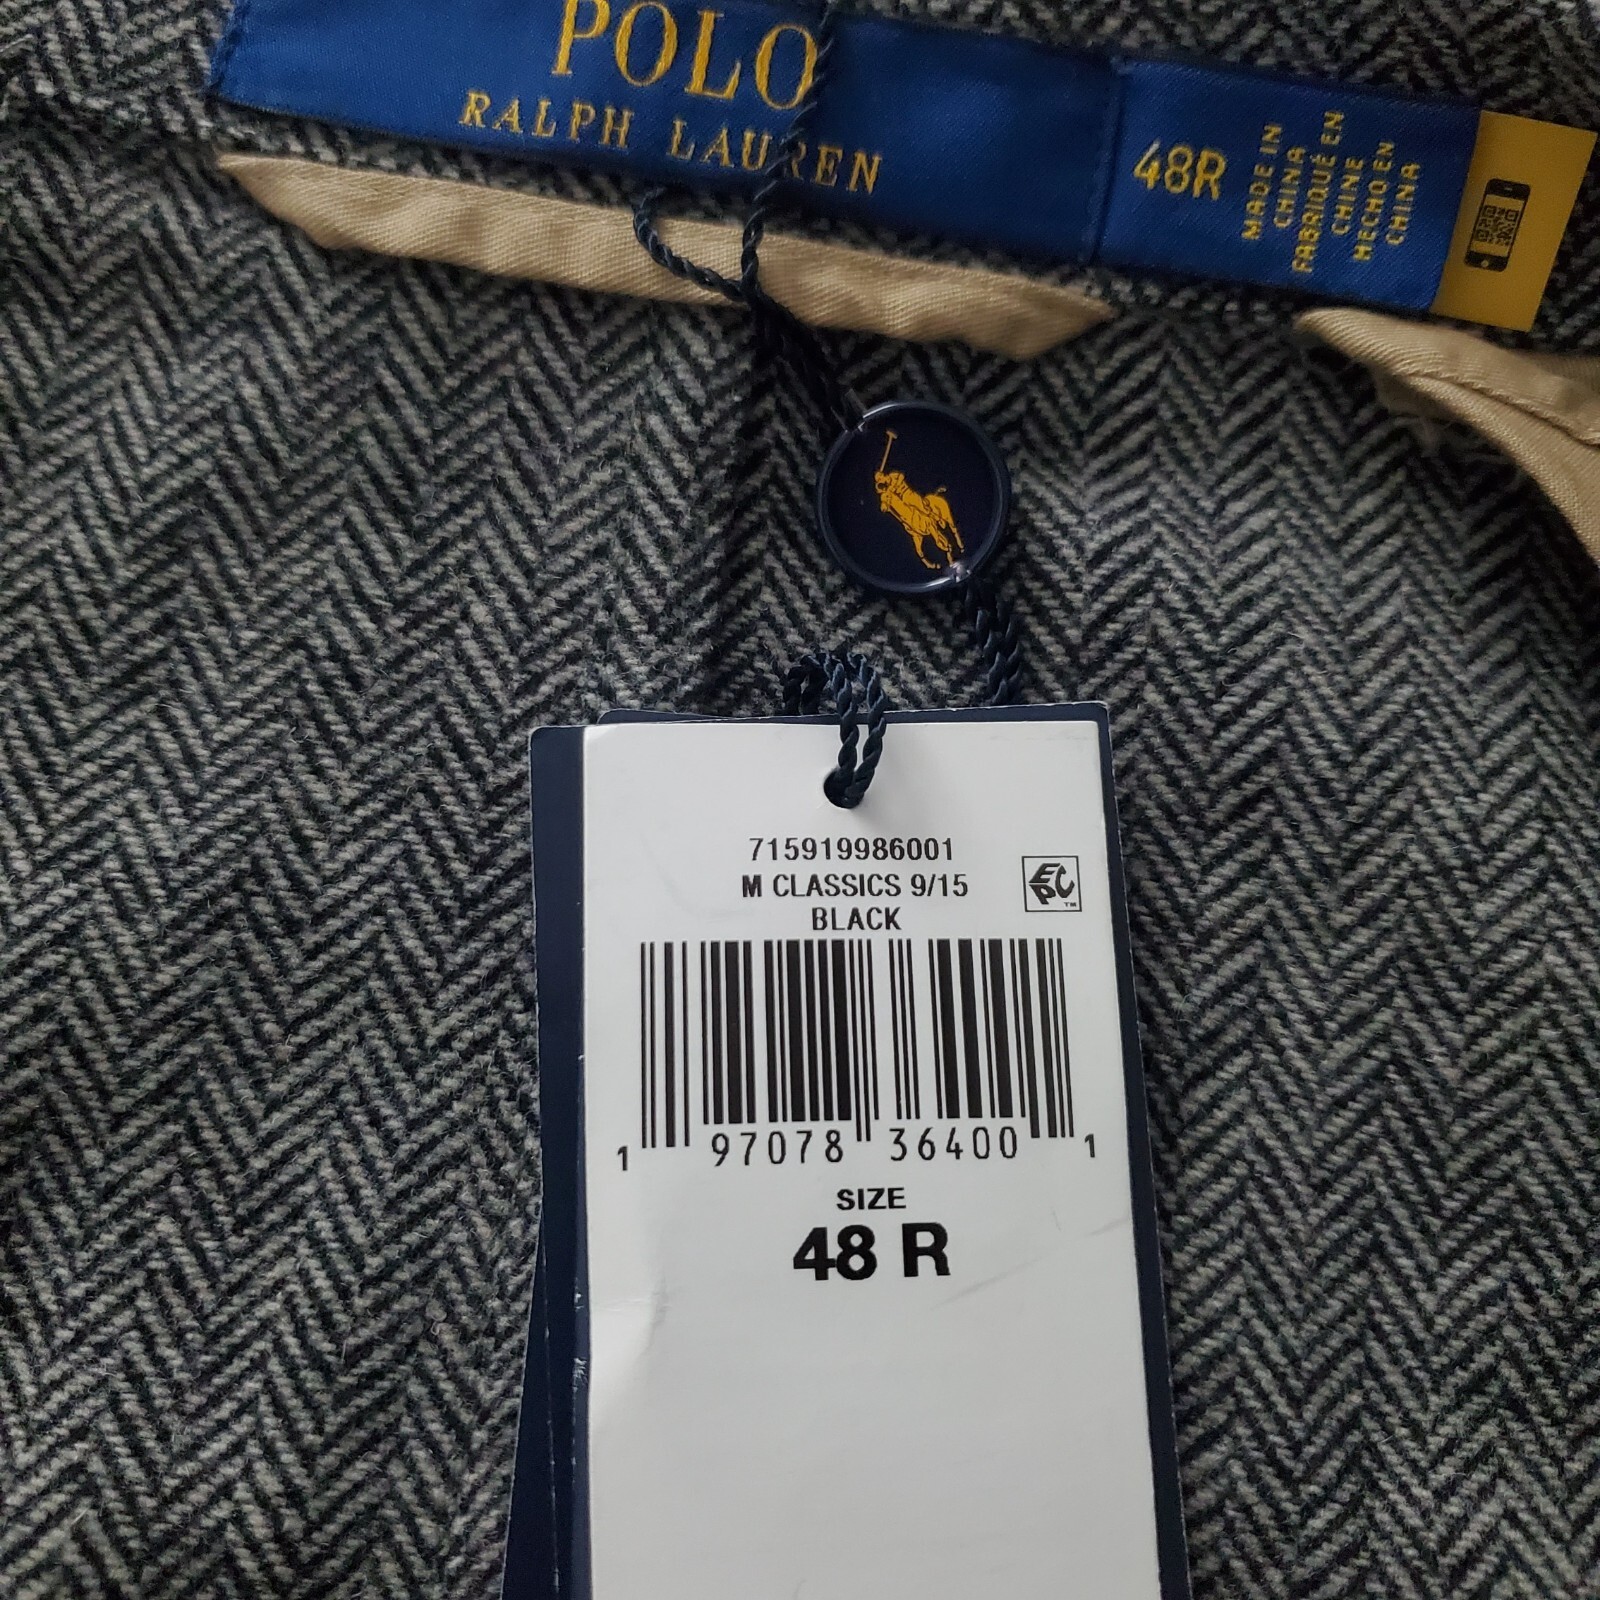 POLO
RALPH LAUREN
48R
MADE IN
CHINA
FABRIQUÉ EN
CHINE
HECHO EN
CHINA
715919986001
M CLASSICS 9/15
BLACK
EPC™
1 97078 36400 1
SIZE
48 R